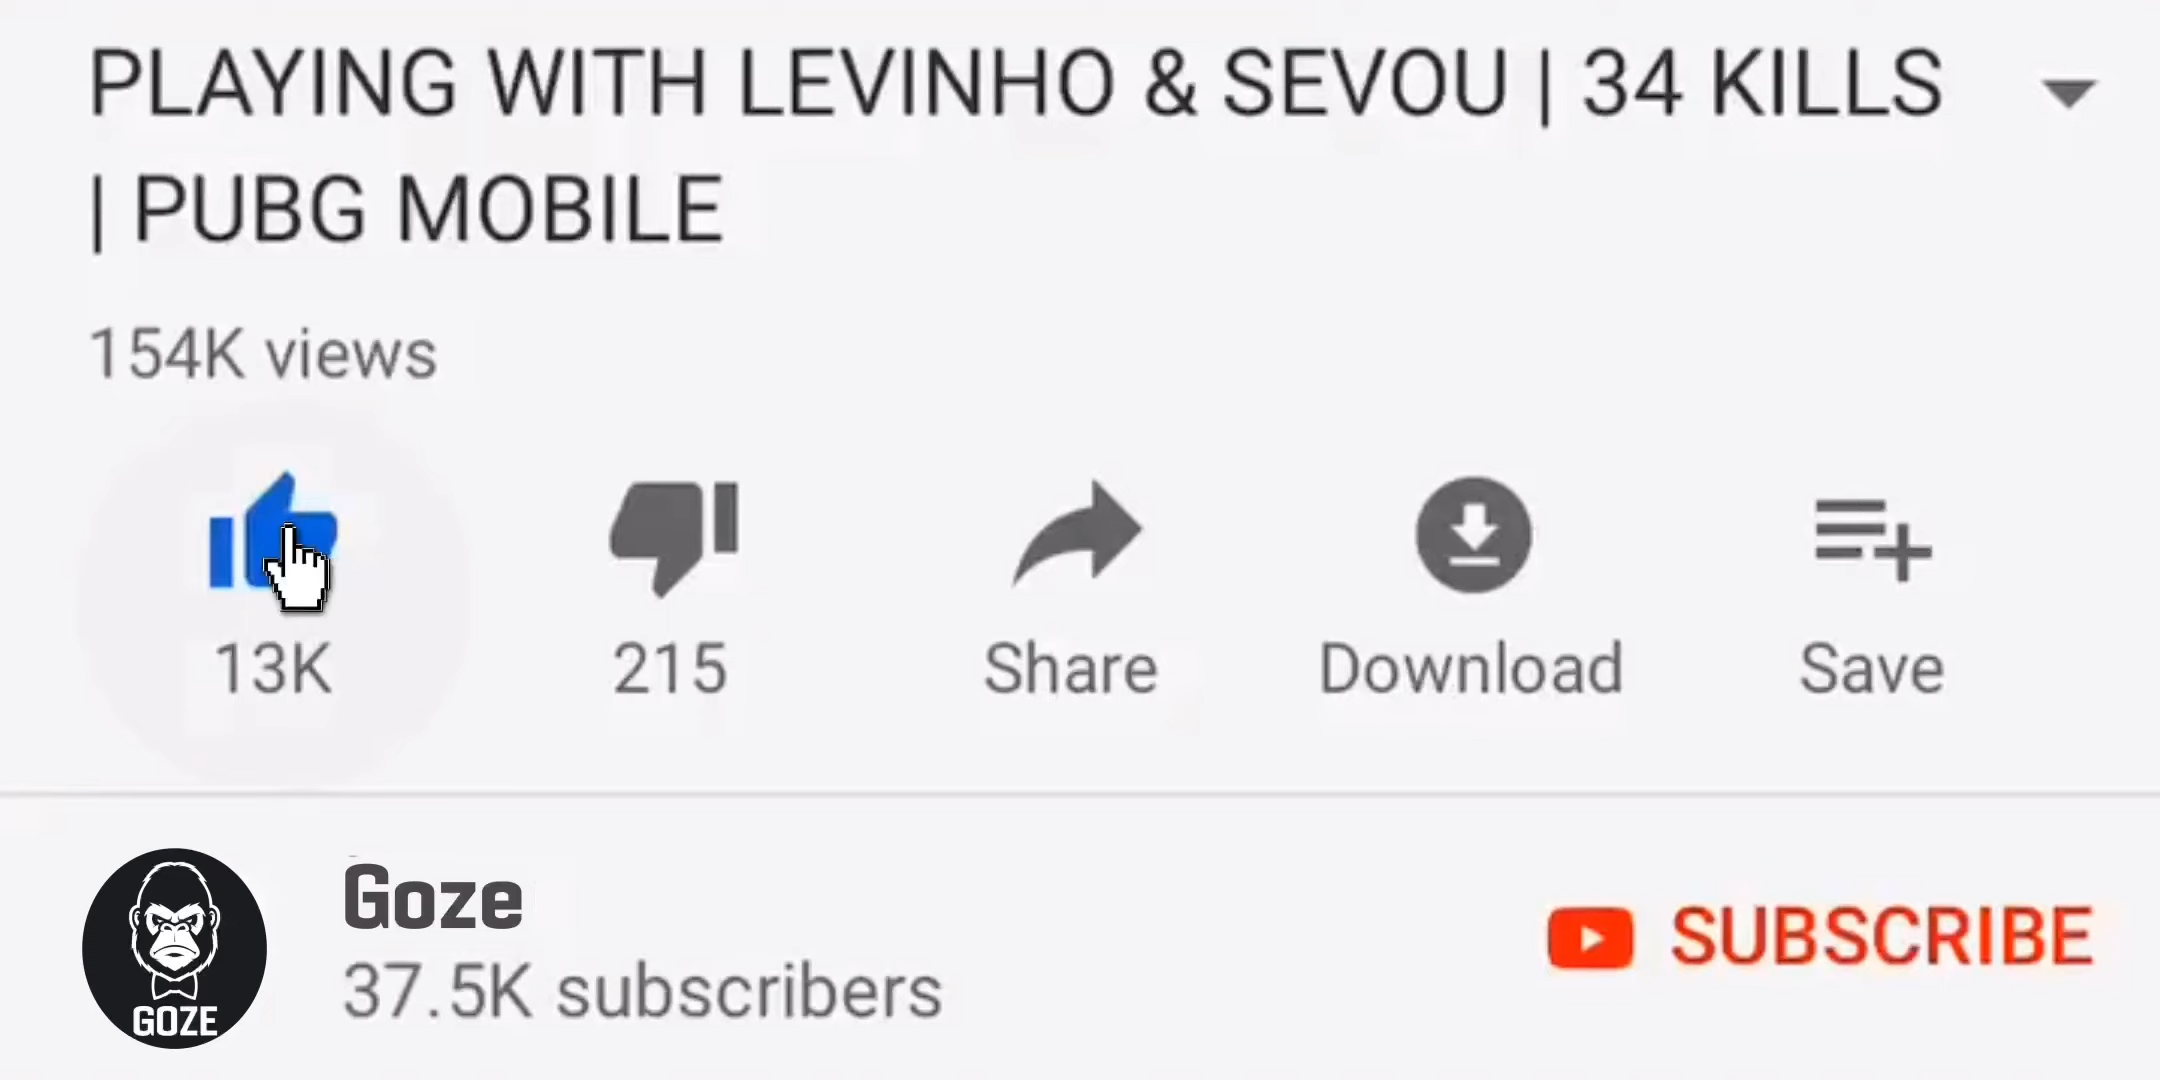 PLAYING WITH LEVINHO & SEVOU | 34 KILLS
| PUBG MOBILE
154K views
13K
215
Share
Download
Save
Goze
37.5K subscribers
SUBSCRIBE
GOZE